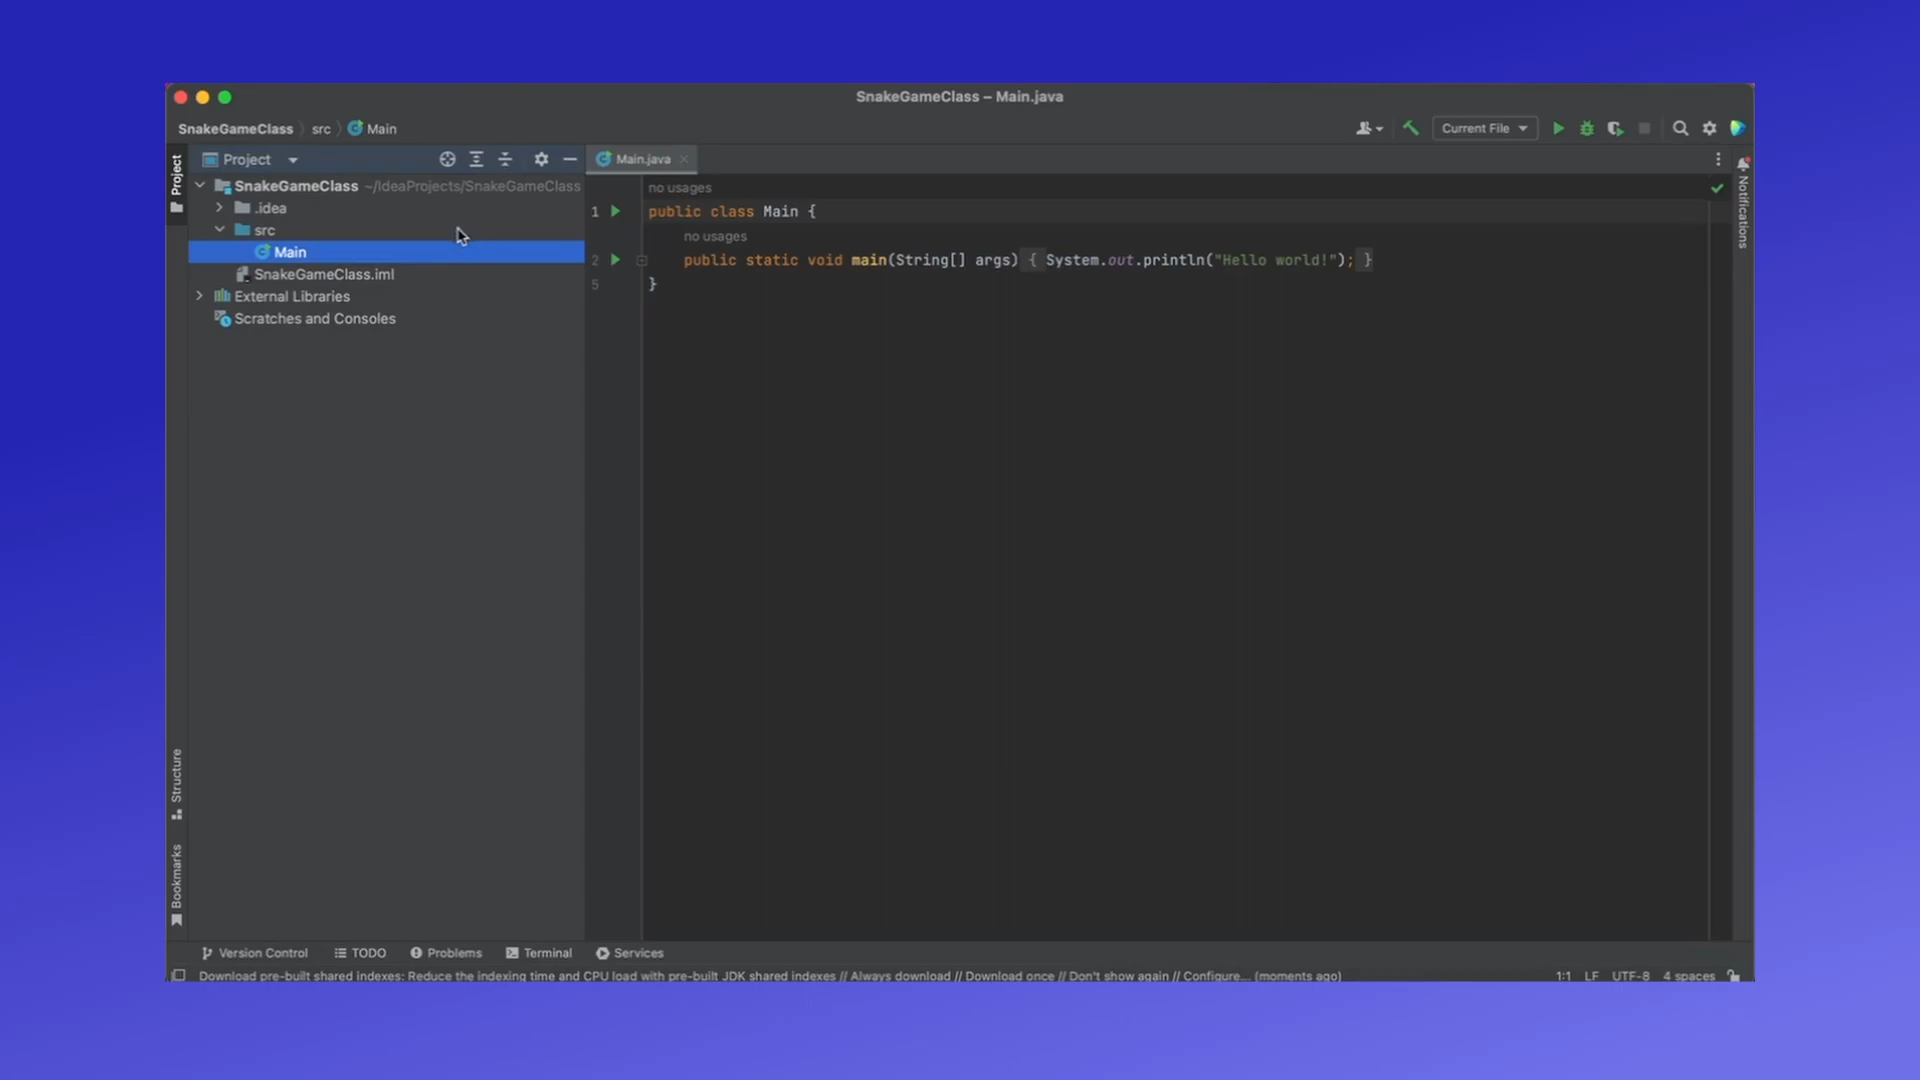 SnakeGameClass – Main.java
SnakeGameClass src Main
Current File
Project
Main.java
Project
SnakeGameClass ~/IdeaProjects/SnakeGameClass
.idea
src
Main
SnakeGameClass.iml
External Libraries
Scratches and Consoles
no usages
1 public class Main {
no usages
2 public static void main(String[] args) { System.out.println("Hello world!"); }
5 }
Notifications
Structure
Bookmarks
Version Control TODO Problems Terminal Services
Download pre-built shared indexes: Reduce the indexing time and CPU load with pre-built JDK shared indexes // Always download // Download once // Don't show again // Configure... (moments ago) 1:1 LF UTF-8 4 spaces